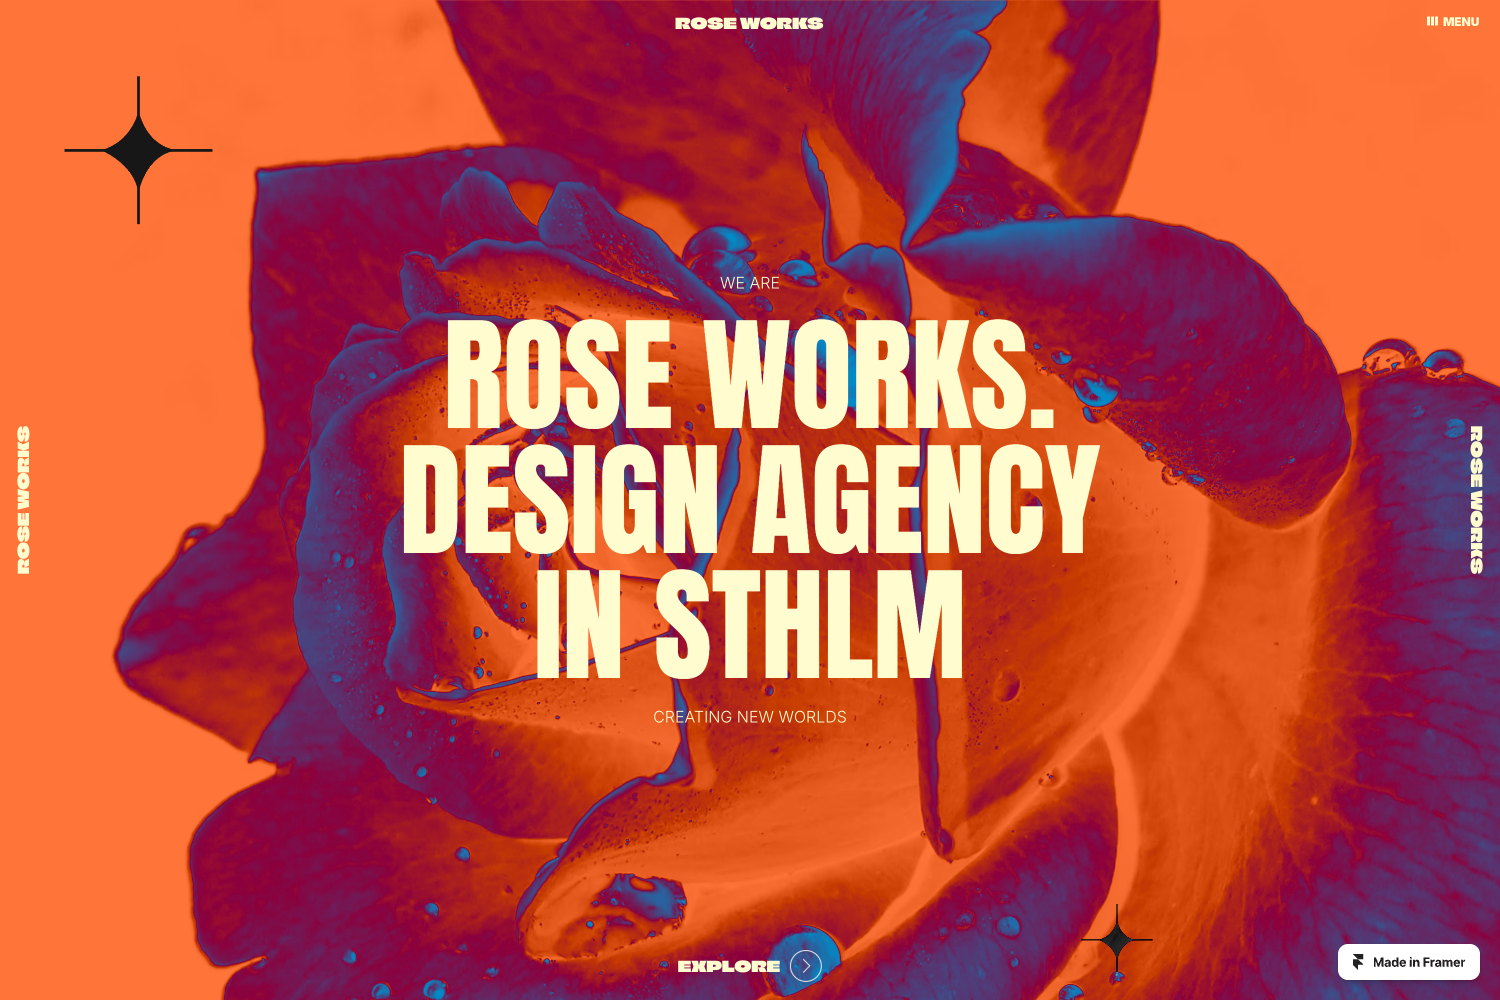 ROSE WORKS
MENU
WE ARE
ROSE WORKS.
DESIGN AGENCY
IN STHLM
CREATING NEW WORLDS
ROSE WORKS
ROSE WORKS
EXPLORE
Made in Framer